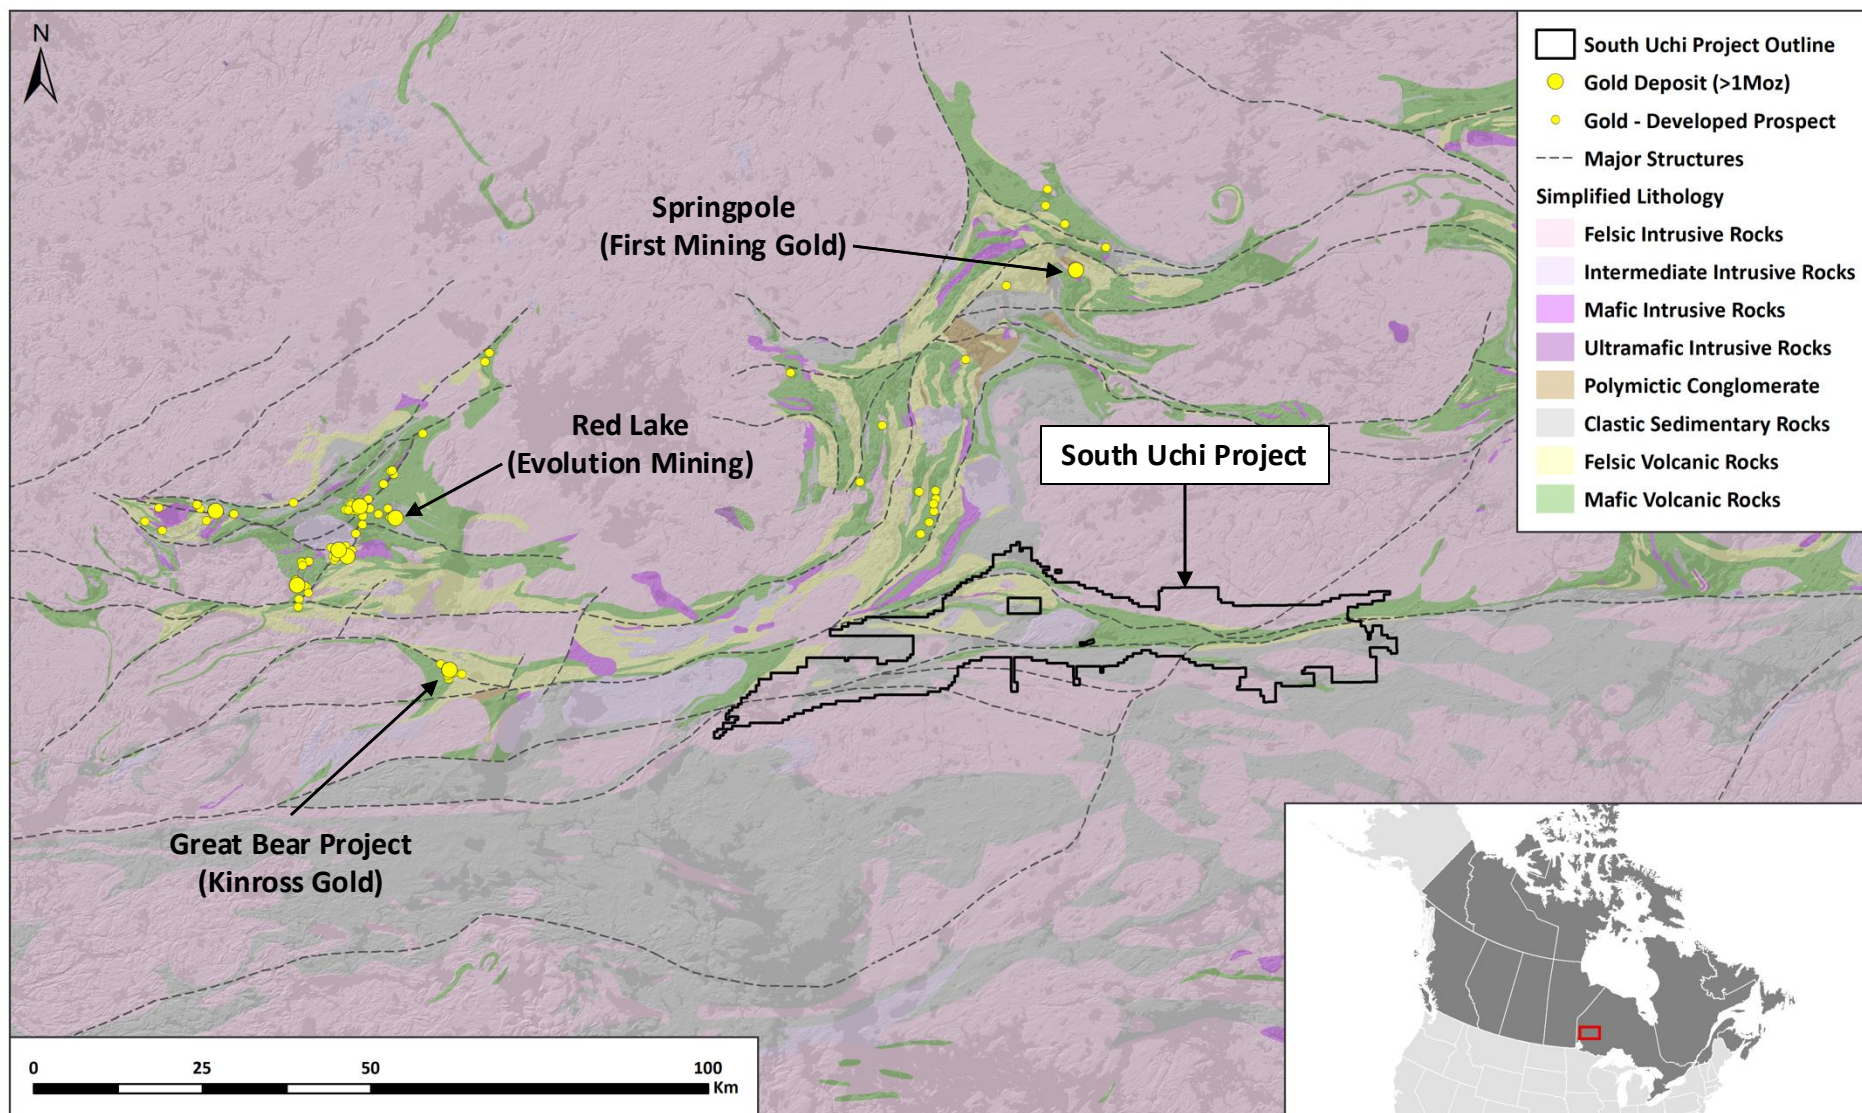 N
Springpole
(First Mining Gold)
Red Lake
(Evolution Mining)
South Uchi Project
Great Bear Project
(Kinross Gold)
South Uchi Project Outline
Gold Deposit (>1Moz)
Gold - Developed Prospect
Major Structures
Simplified Lithology
Felsic Intrusive Rocks
Intermediate Intrusive Rocks
Mafic Intrusive Rocks
Ultramafic Intrusive Rocks
Polymictic Conglomerate
Clastic Sedimentary Rocks
Felsic Volcanic Rocks
Mafic Volcanic Rocks
0 25 50 100
Km